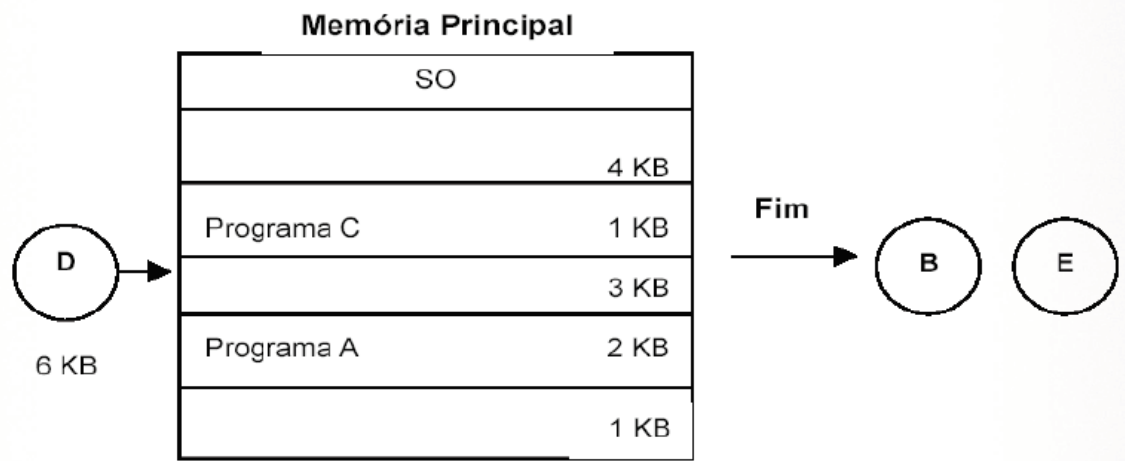 Memória Principal
SO
4 KB
Programa C 1 KB
3 KB
Programa A 2 KB
1 KB
D
6 KB
Fim
B E